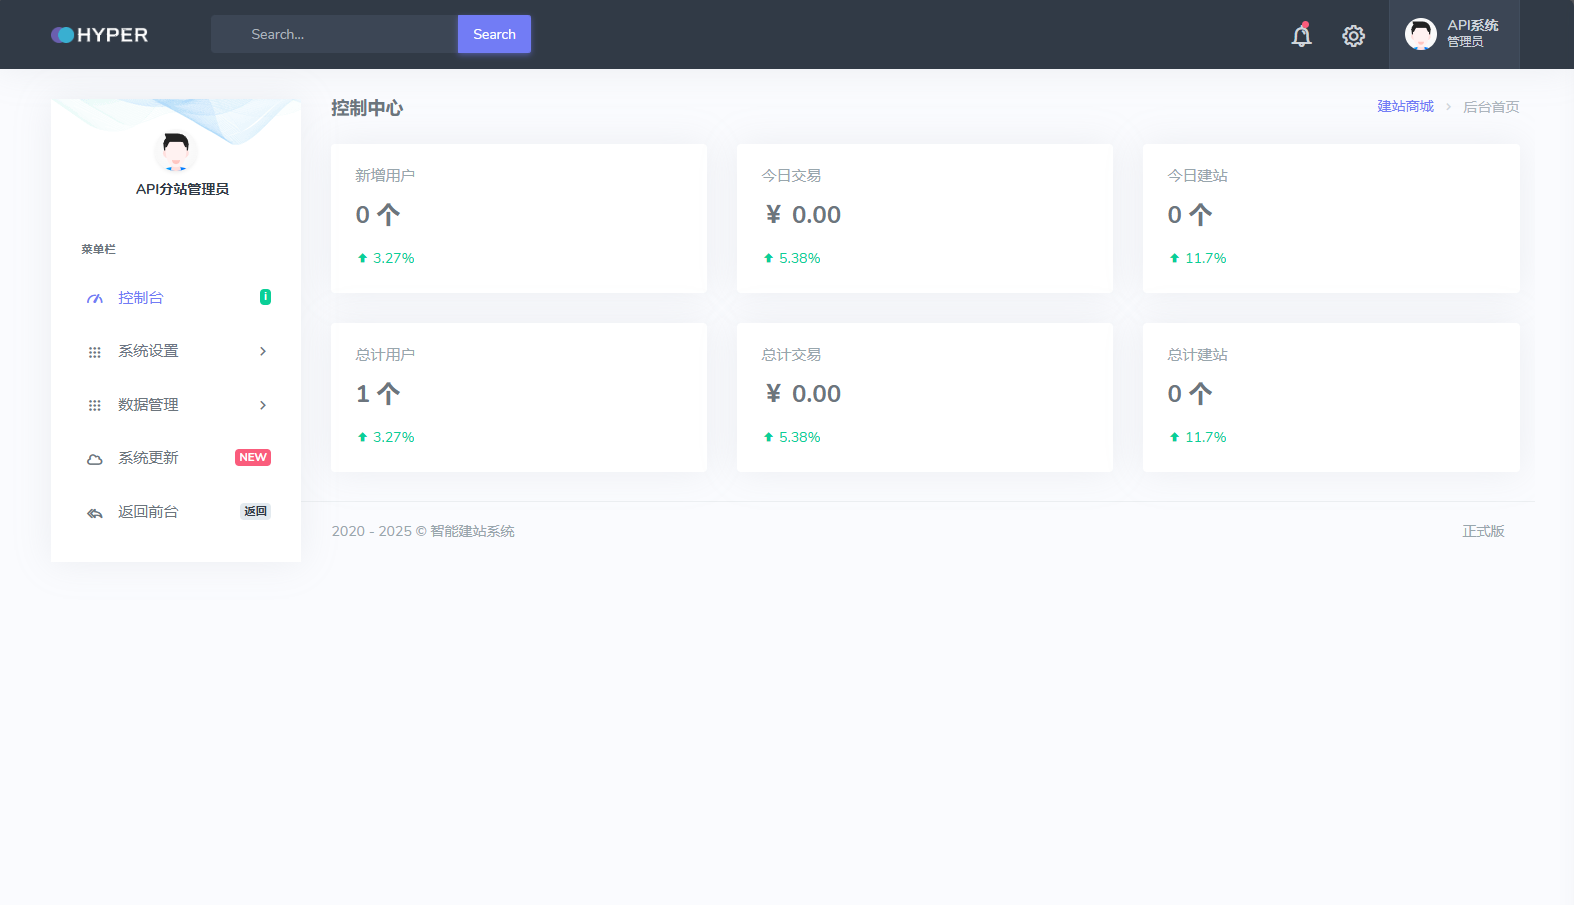 HYPER
Search...
Search
API系统
管理员
API分站管理员
菜单栏
控制台
i
系统设置
数据管理
系统更新
NEW
返回前台
返回
控制中心
建站商城 > 后台首页
新增用户
0 个
3.27%
今日交易
¥ 0.00
5.38%
今日建站
0 个
11.7%
总计用户
1 个
3.27%
总计交易
¥ 0.00
5.38%
总计建站
0 个
11.7%
2020 - 2025 © 智能建站系统
正式版